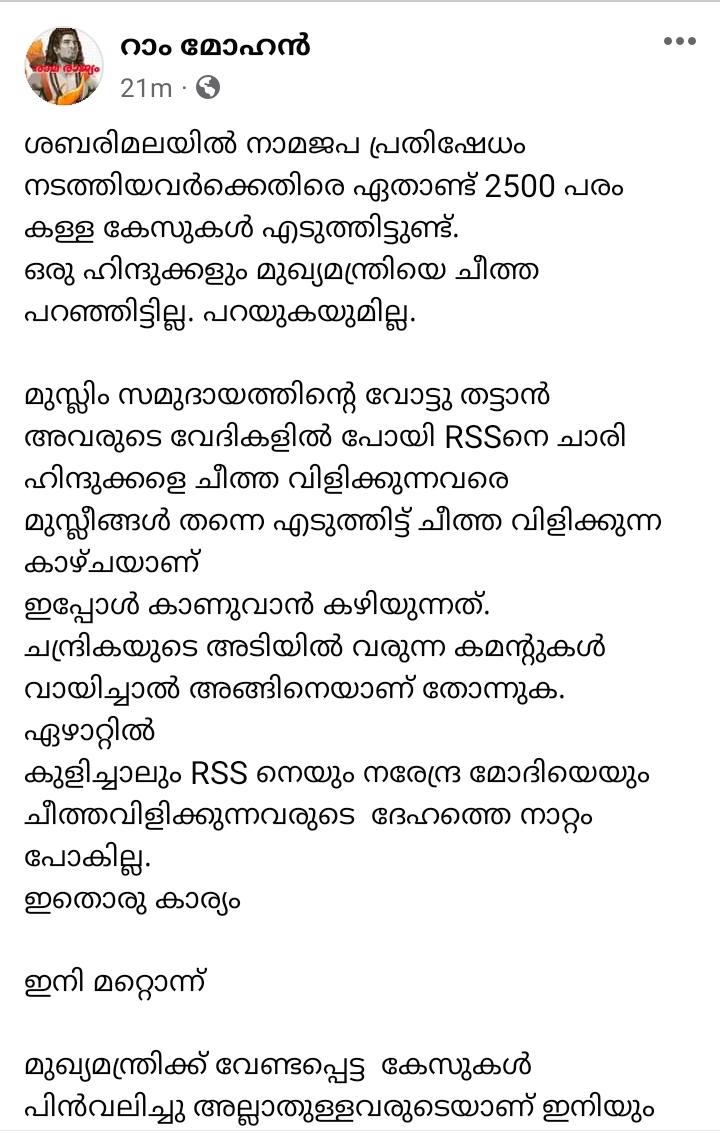 റാം മോഹൻ
21m ·
രാമ രാജ്യം
ശബരിമലയിൽ നാമജപ പ്രതിഷേധം
നടത്തിയവർക്കെതിരെ ഏതാണ്ട് 2500 പരം
കള്ള കേസുകൾ എടുത്തിട്ടുണ്ട്.
ഒരു ഹിന്ദുക്കളും മുഖ്യമന്ത്രിയെ ചീത്ത
പറഞ്ഞിട്ടില്ല. പറയുകയുമില്ല.
മുസ്ലിം സമുദായത്തിന്റെ വോട്ടു തട്ടാൻ
അവരുടെ വേദികളിൽ പോയി RSSനെ ചാരി
ഹിന്ദുക്കളെ ചീത്ത വിളിക്കുന്നവരെ
മുസ്ലീങ്ങൾ തന്നെ എടുത്തിട്ട് ചീത്ത വിളിക്കുന്ന
കാഴ്ചയാണ്
ഇപ്പോൾ കാണുവാൻ കഴിയുന്നത്.
ചന്ദ്രികയുടെ അടിയിൽ വരുന്ന കമന്റുകൾ
വായിച്ചാൽ അങ്ങിനെയാണ് തോന്നുക.
ഏഴാറ്റിൽ
കുളിച്ചാലും RSS നെയും നരേന്ദ്ര മോദിയെയും
ചീത്തവിളിക്കുന്നവരുടെ ദേഹത്തെ നാറ്റം
പോകില്ല.
ഇതൊരു കാര്യം
ഇനി മറ്റൊന്ന്
മുഖ്യമന്ത്രിക്ക് വേണ്ടപ്പെട്ട കേസുകൾ
പിൻവലിച്ചു അല്ലാതുള്ളവരുടെയാണ് ഇനിയും